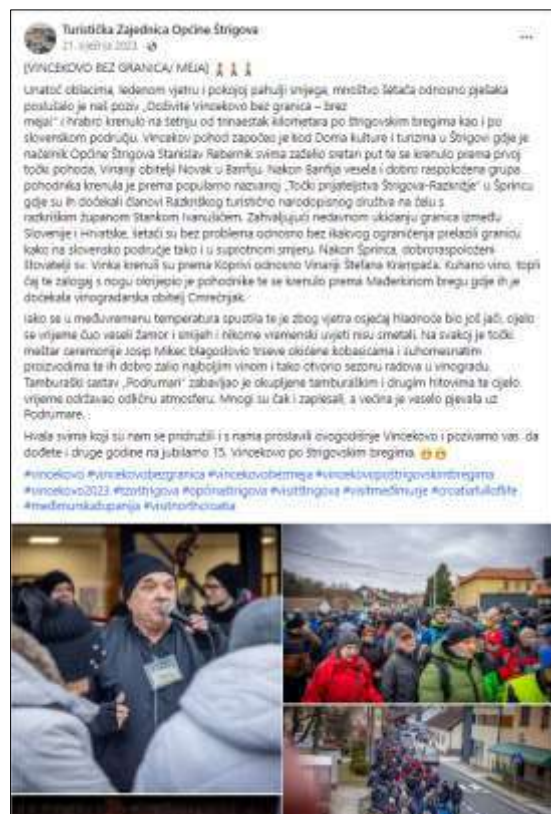 Turistička Zajednica Općine Štrigova
21. siječnja 2023.
(VINCEKOVO BEZ GRANICA/ MEJA)
Unatoč oblacima, ledenom vjetru i pokojoj pahulji snijega, mnoštvo šetača odnosno pješaka
poslušalo je naš poziv „Doživite Vincekovo bez granica – brez
meja!“ i hrabro krenulo na šetnju od trinaestak kilometara po štrigovskim bregima kao i po
slovenskom području. Vincekov pohod započeo je kod Doma kulture i turizma u Štrigovi gdje je
načelnik Općine Štrigova Stanislav Rebernik svima zaželio sretan put te se krenulo prema prvoj
točki pohoda, Vinariji obitelji Novak u Banfiju. Nakon Banfija vesela i dobro raspoložena grupa
pohodnika krenula je prema popularno nazvanoj „Točki prijateljstva Štrigova-Razkrižje“ u Šprincu
gdje su ih dočekali članovi Razkriškog turističko narodopisnog društva na čelu s
razkriškim županom Stankom Ivanušićem. Zahvaljujući nedavnom ukidanju granica između
Slovenije i Hrvatske, šetači su bez problema odnosno bez ikakvog ograničenja prelazili granicu
kako na slovensko područje tako i u suprotnom smjeru. Nakon Šprinca, dobroraspoloženi
štovatelji sv. Vinka krenuli su prema Koprivi odnosno Vinariji Štefana Krampača. Kuhano vino, topli
čaj te zalogaj s nogu okrijepio je pohodnike te se krenulo prema Mađerkinom bregu gdje ih je
dočekala vinogradarska obitelj Cmrečnjak.
Iako se u međuvremenu temperatura spustila te je zbog vjetra osjećaj hladnoće bio još jači, cijelo
se vrijeme čuo veseli žamor i smijeh i nikome vremenski uvjeti nisu smetali. Na svakoj je točki
meštar ceremonije Josip Mikec blagoslovio trseve okićene kobasicama i suhomesnatim
proizvodima te ih dobro zalio najboljim vinom i tako otvorio sezonu radova u vinogradu.
Tamburaški sastav „Podrumari“ zabavljao je okupljene tamburaškim i drugim hitovima te cijelo
vrijeme održavao odličnu atmosferu. Mnogi su čak i zaplesali, a većina je veselo pjevala uz
Podrumare.
Hvala svima koji su nam se pridružili i s nama proslavili ovogodišnje Vincekovo i pozivamo vas da
dođete i druge godine na jubilarno 15. Vincekovo po štrigovskim bregima.
#vincekovo #vincekovobezgranica #vincekovobrezmeja #vincekovopoštrigovskimbregima
#vincekovo2023 #tzoštrigova #općinaštrigova #visitštrigova #visitmeđimurje #croatiafulloflife
#međimurskažupanija #visitnorthcroatia